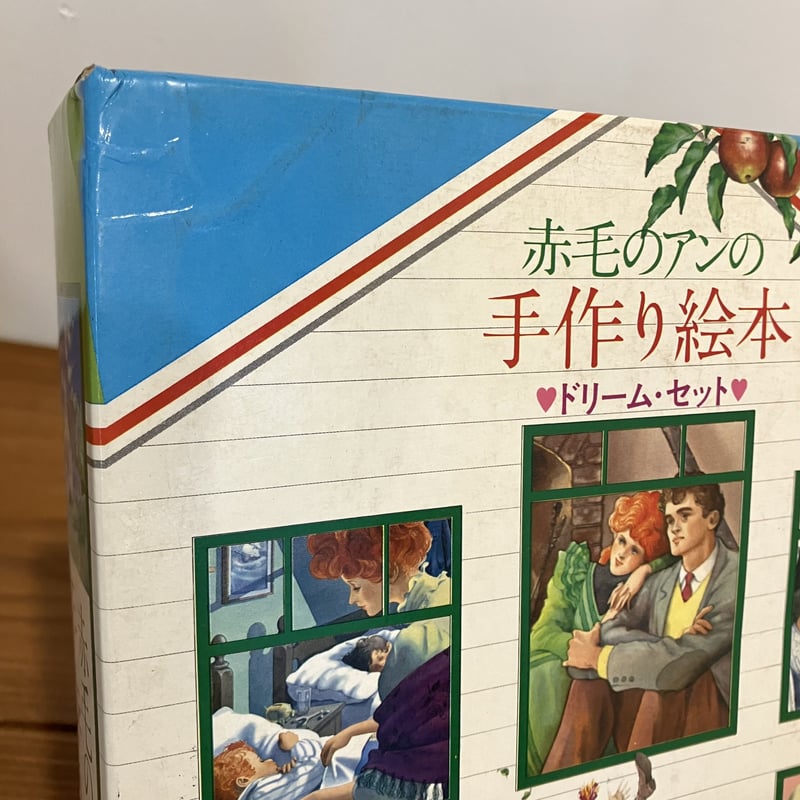 赤毛のアンの
手作り絵本
♥ドリーム・セット♥